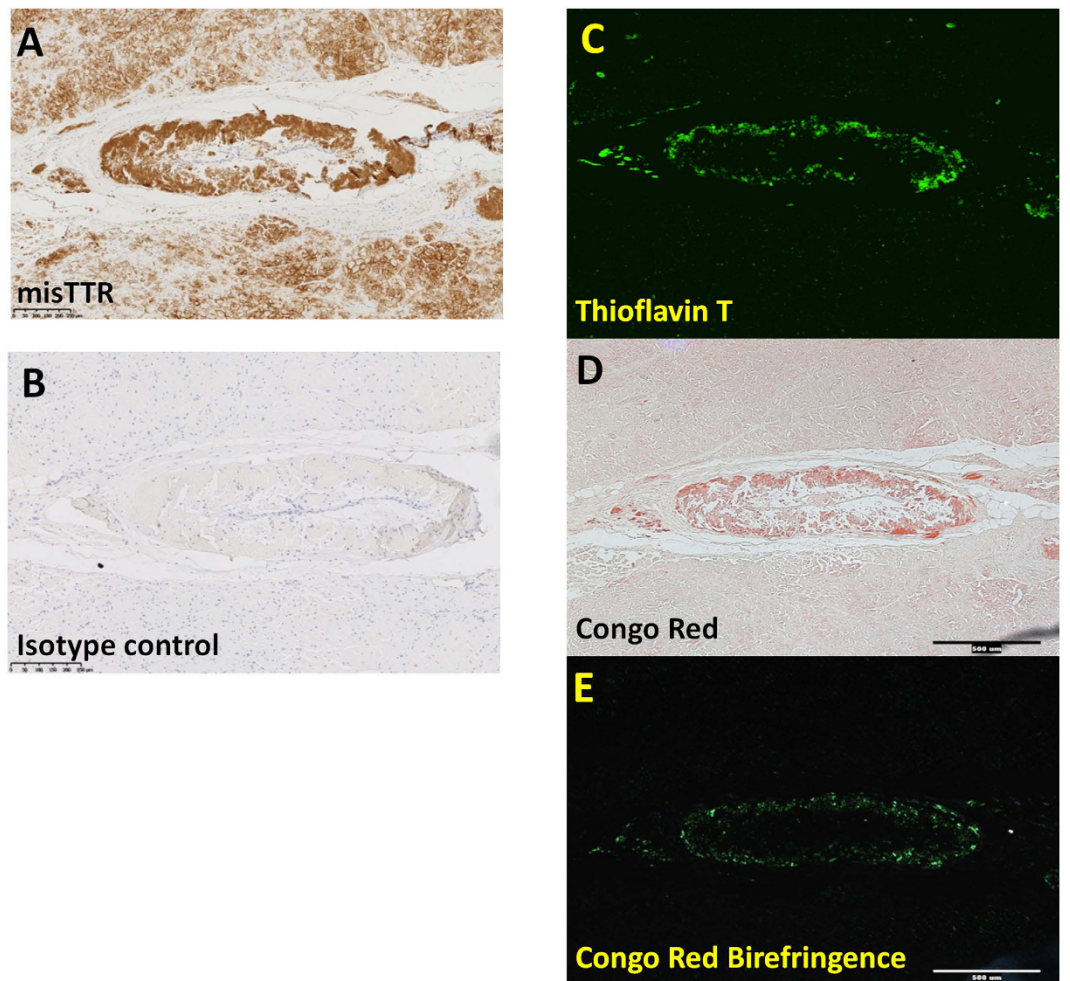 A
misTTR
B
Isotype control
C
Thioflavin T
D
Congo Red
500 um
E
Congo Red Birefringence
500 um